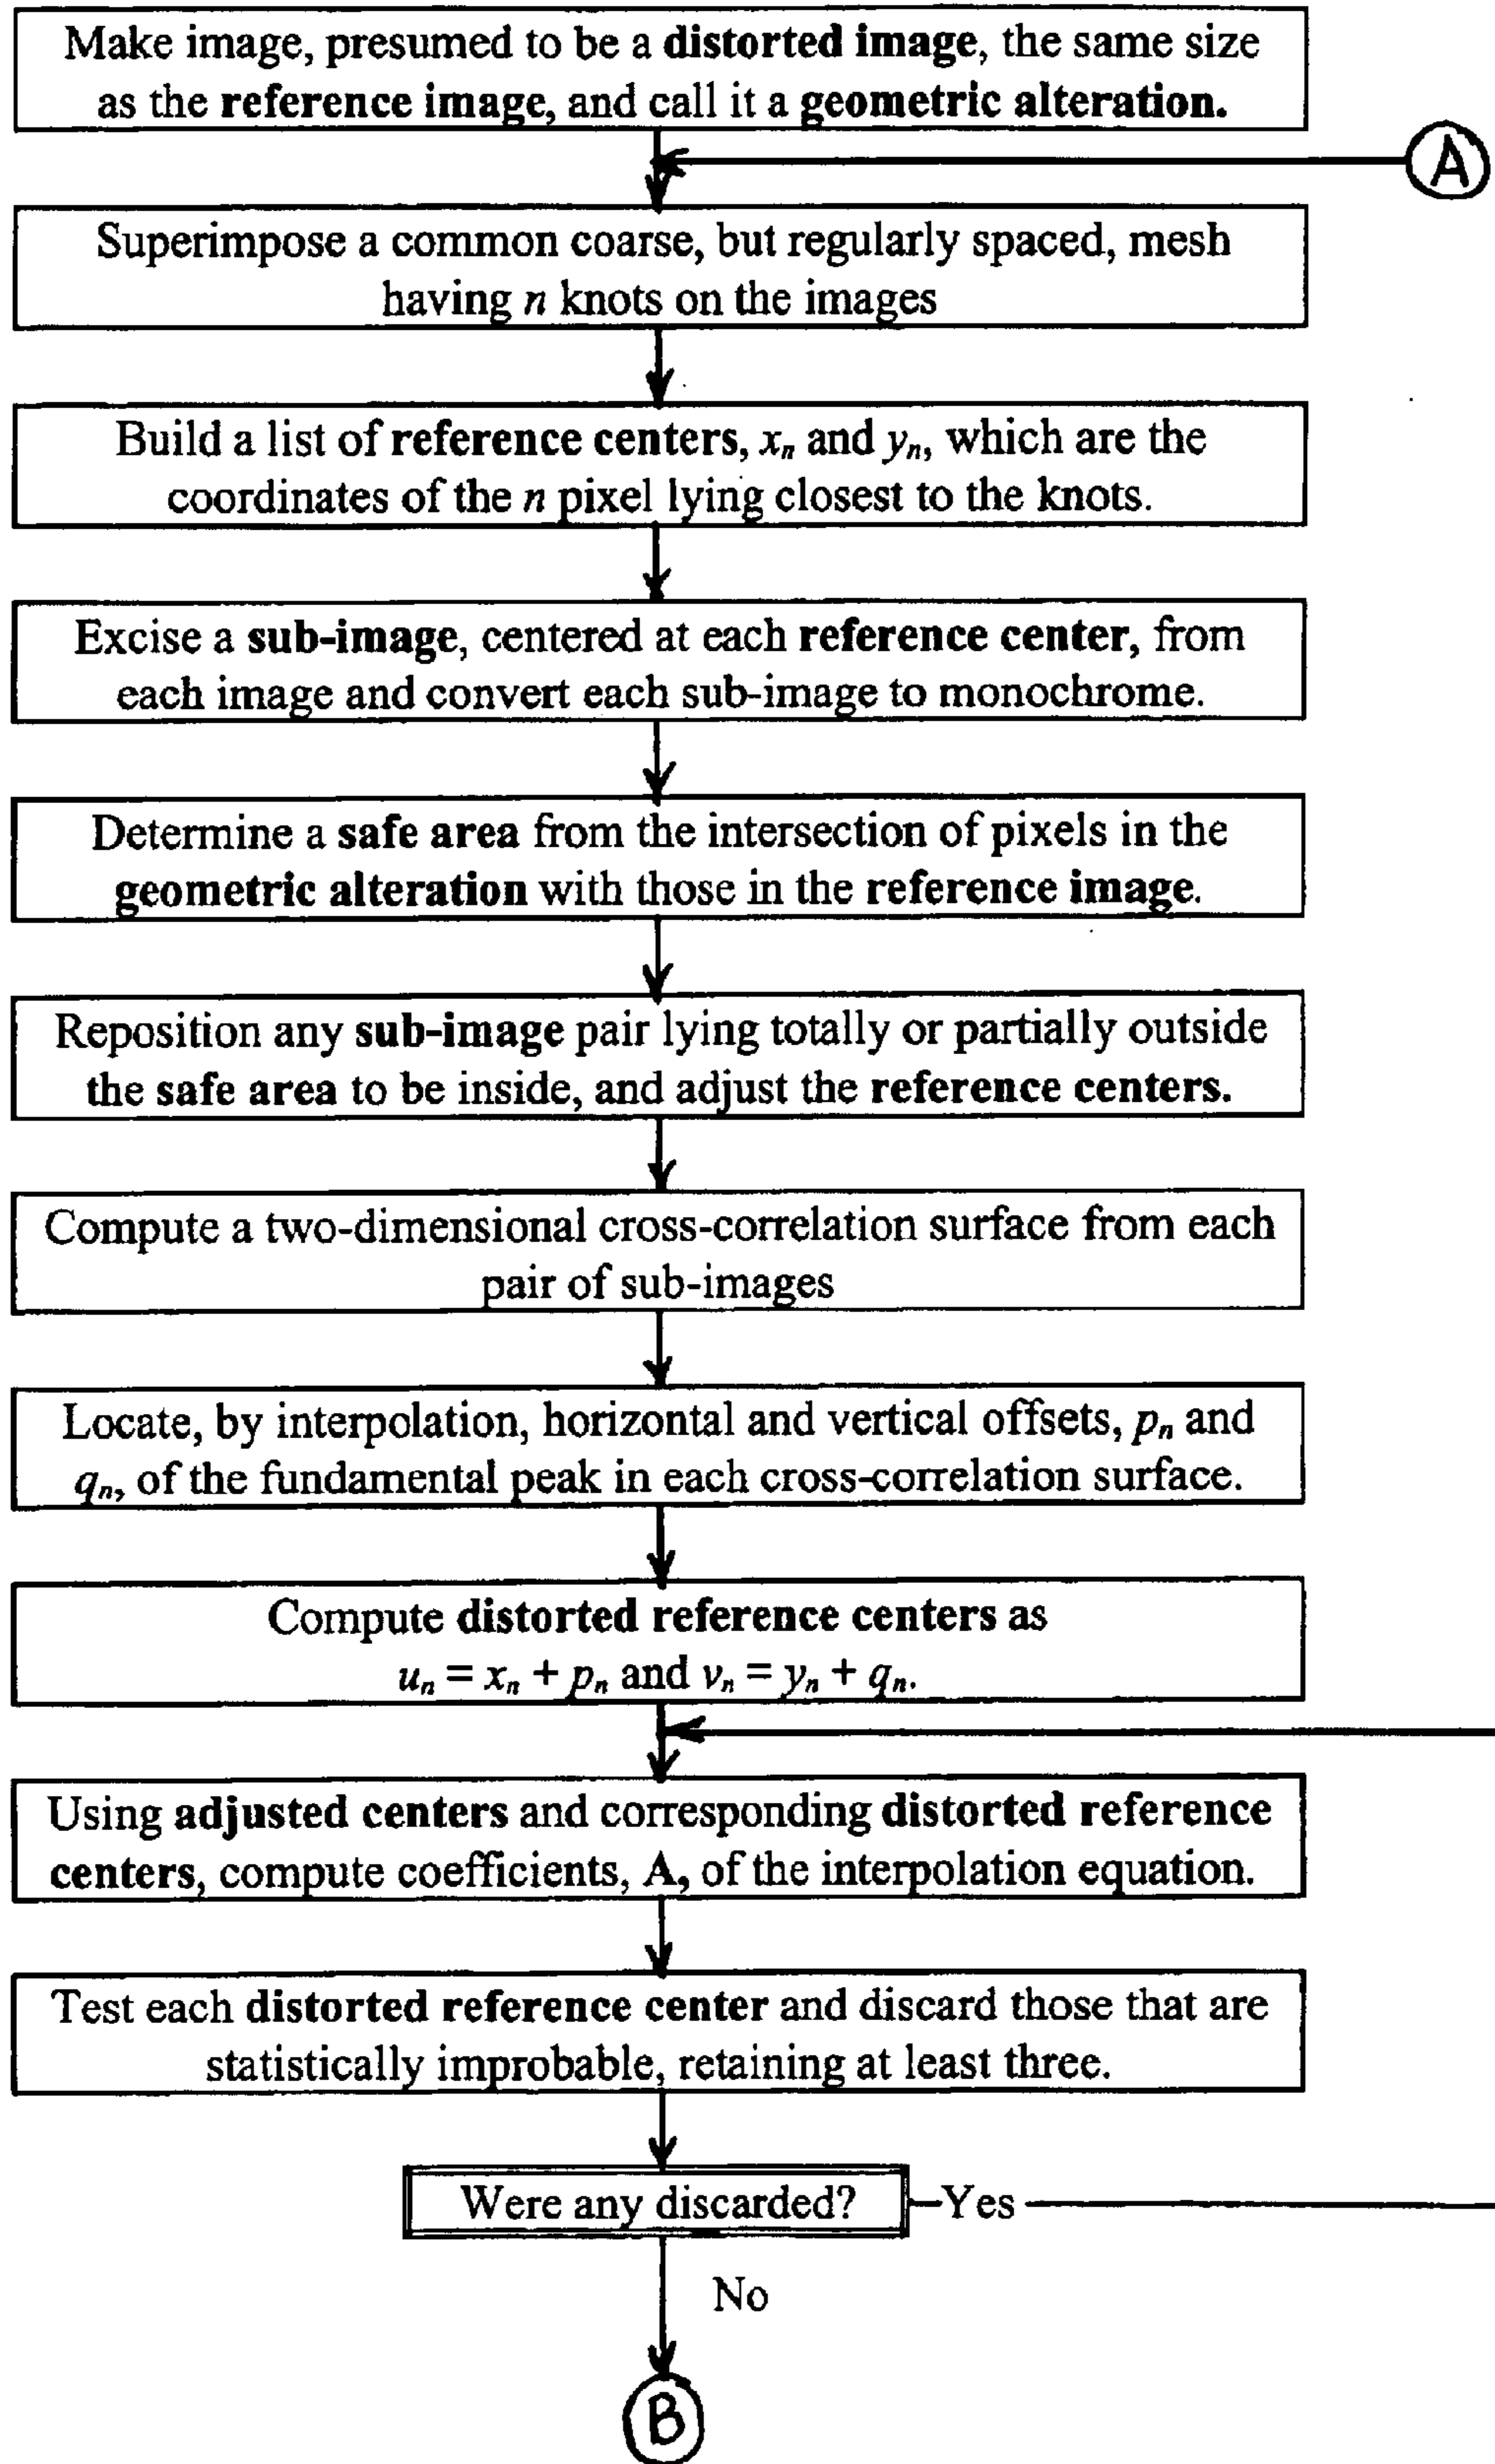 Make image, presumed to be a distorted image, the same size
as the reference image, and call it a geometric alteration.
A
Superimpose a common coarse, but regularly spaced, mesh
having n knots on the images
Build a list of reference centers, xₙ and yₙ, which are the
coordinates of the n pixel lying closest to the knots.
Excise a sub-image, centered at each reference center, from
each image and convert each sub-image to monochrome.
Determine a safe area from the intersection of pixels in the
geometric alteration with those in the reference image.
Reposition any sub-image pair lying totally or partially outside
the safe area to be inside, and adjust the reference centers.
Compute a two-dimensional cross-correlation surface from each
pair of sub-images
Locate, by interpolation, horizontal and vertical offsets, pₙ and
qₙ, of the fundamental peak in each cross-correlation surface.
Compute distorted reference centers as
uₙ = xₙ + pₙ and vₙ = yₙ + qₙ.
Using adjusted centers and corresponding distorted reference
centers, compute coefficients, A, of the interpolation equation.
Test each distorted reference center and discard those that are
statistically improbable, retaining at least three.
Were any discarded? Yes
No
B